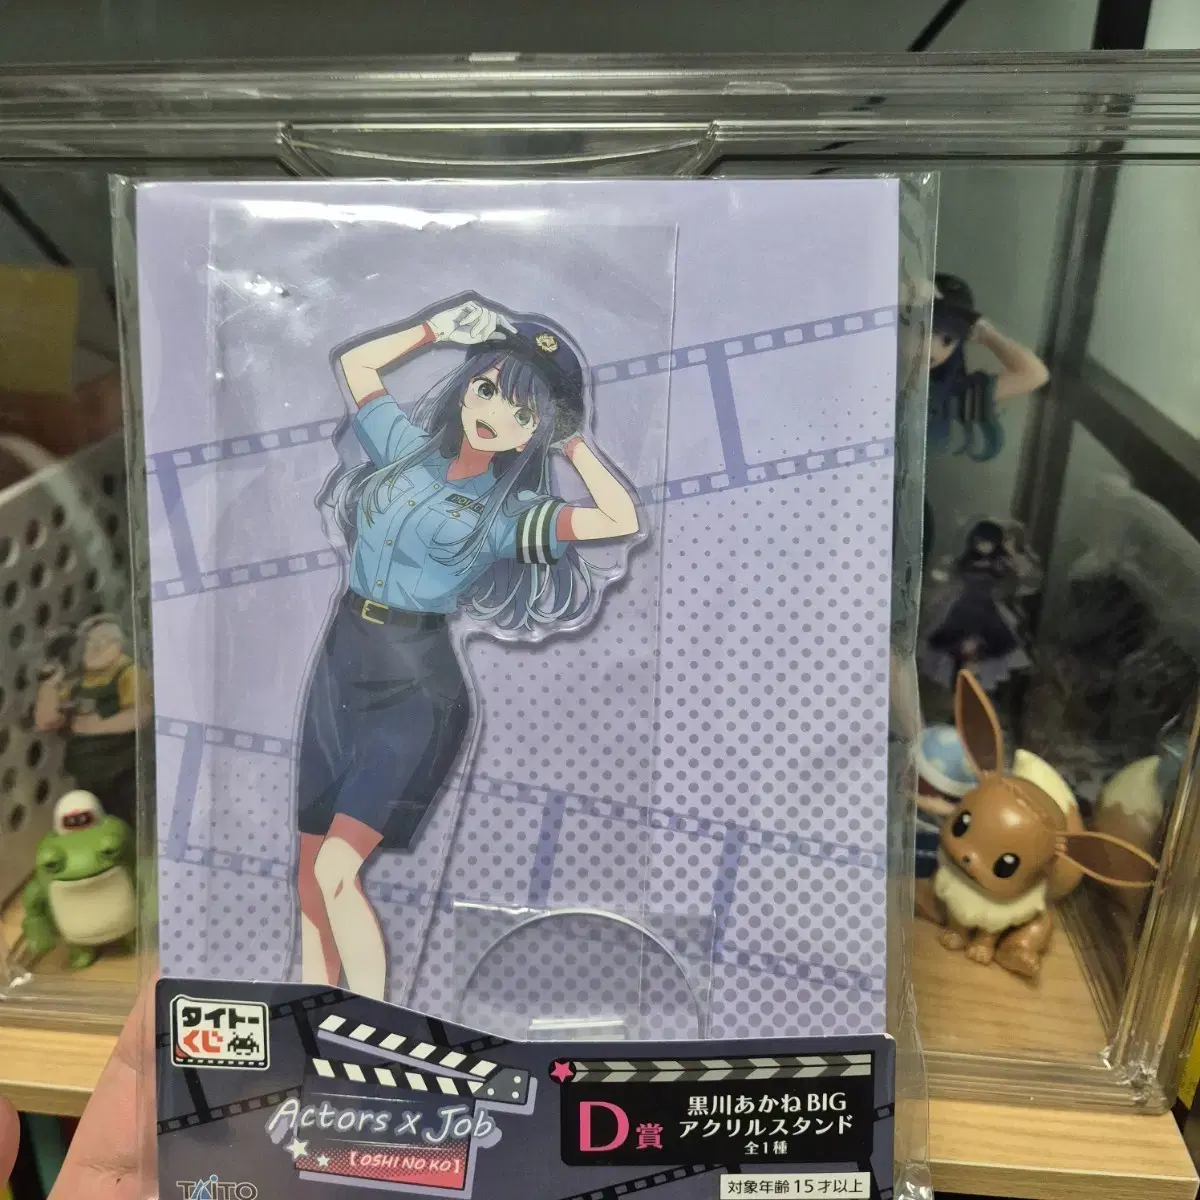 タイトー
くじ
Actors x Job
【OSHI NO KO】
TAITO
D賞
黒川あかね BIG
アクリルスタンド
全1種
対象年齢 15才以上